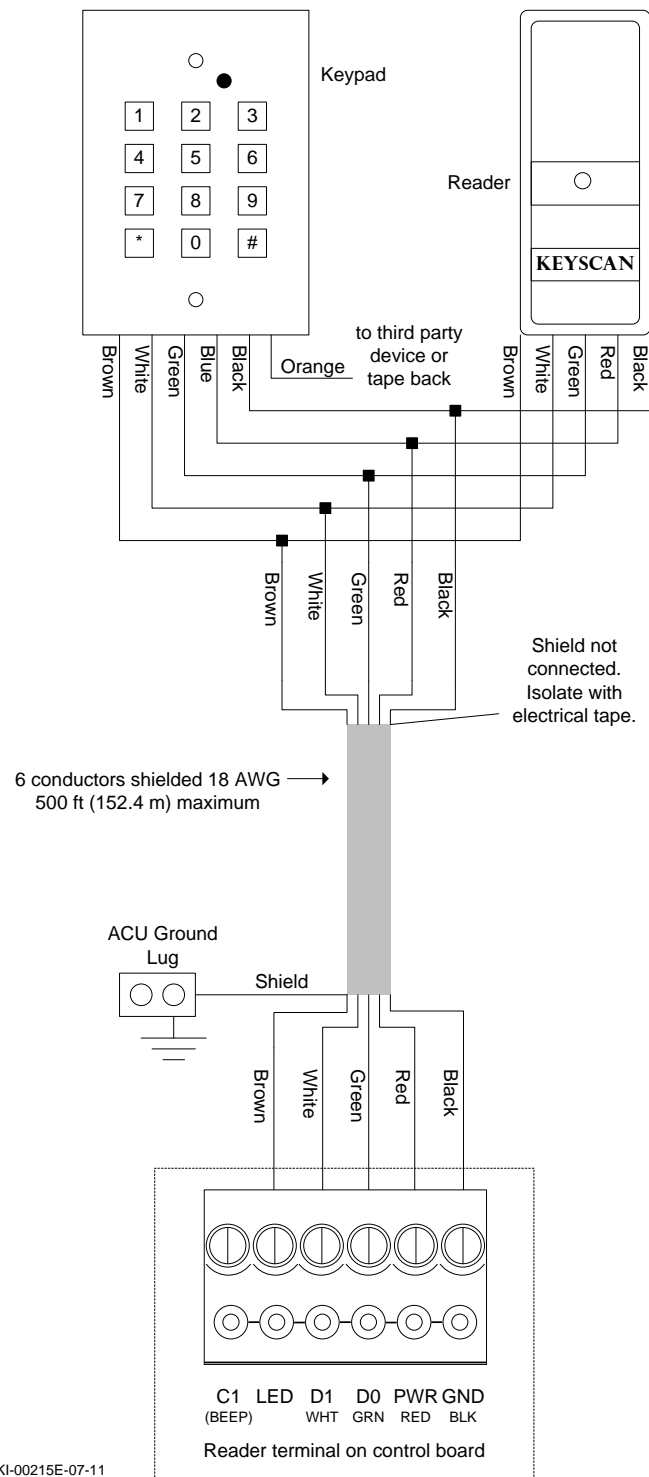 Keypad
1 2 3
4 5 6
7 8 9
* 0 #
Reader
KEYSCAN
Brown
White
Green
Blue
Black
Orange
to third party
device or
tape back
Brown
White
Green
Red
Black
Brown
White
Green
Red
Black
Shield not
connected.
Isolate with
electrical tape.
6 conductors shielded 18 AWG
500 ft (152.4 m) maximum
ACU Ground
Lug
Shield
Brown
White
Green
Red
Black
C1 LED D1 D0 PWR GND
(BEEP) WHT GRN RED BLK
Reader terminal on control board
KI-00215E-07-11